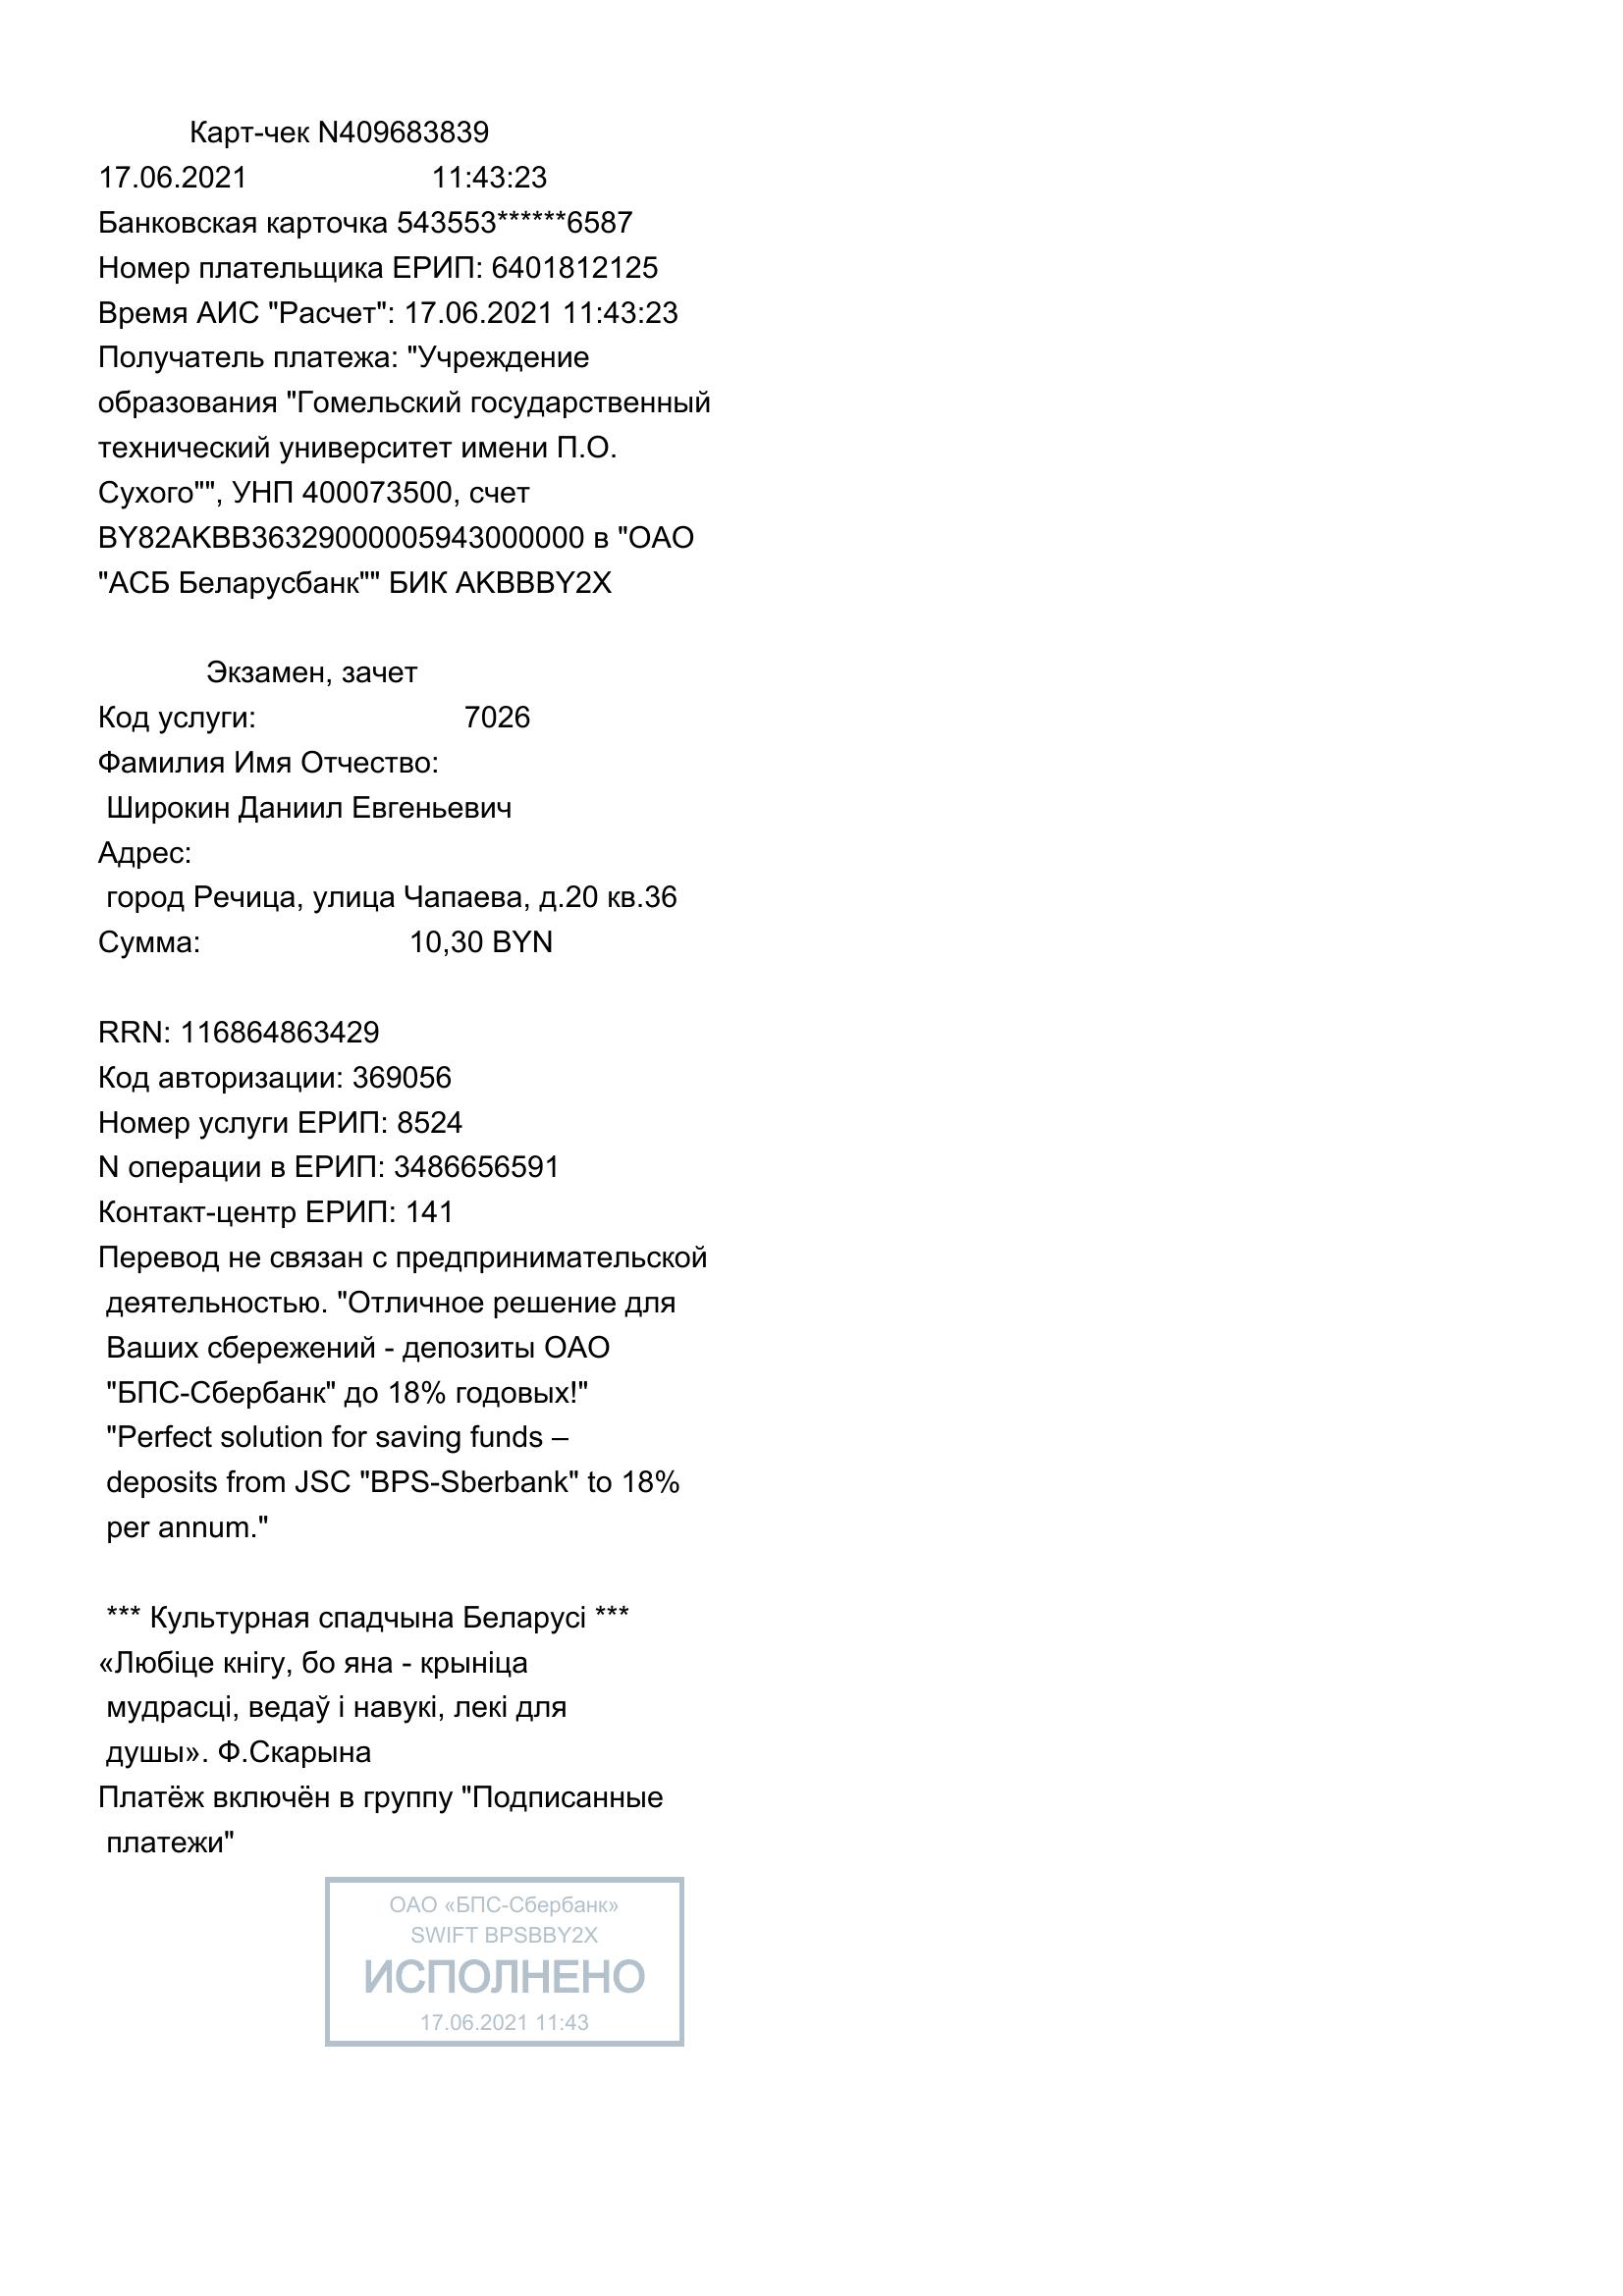 Карт-чек N409683839
17.06.2021 11:43:23
Банковская карточка 543553******6587
Номер плательщика ЕРИП: 6401812125
Время АИС "Расчет": 17.06.2021 11:43:23
Получатель платежа: "Учреждение
образования "Гомельский государственный
технический университет имени П.О.
Сухого"", УНП 400073500, счет
BY82AKBB36329000005943000000 в "ОАО
"АСБ Беларусбанк"" БИК AKBBBY2X
Экзамен, зачет
Код услуги: 7026
Фамилия Имя Отчество:
Широкин Даниил Евгеньевич
Адрес:
город Речица, улица Чапаева, д.20 кв.36
Сумма: 10,30 BYN
RRN: 116864863429
Код авторизации: 369056
Номер услуги ЕРИП: 8524
N операции в ЕРИП: 3486656591
Контакт-центр ЕРИП: 141
Перевод не связан с предпринимательской
деятельностью. "Отличное решение для
Ваших сбережений - депозиты ОАО
"БПС-Сбербанк" до 18% годовых!"
"Perfect solution for saving funds –
deposits from JSC "BPS-Sberbank" to 18%
per annum."
*** Культурная спадчына Беларусі ***
«Любіце кнігу, бо яна - крыніца
мудрасці, ведаў і навукі, лекі для
душы». Ф.Скарына
Платёж включён в группу "Подписанные
платежи"
ОАО «БПС-Сбербанк»
SWIFT BPSBBY2X
ИСПОЛНЕНО
17.06.2021 11:43